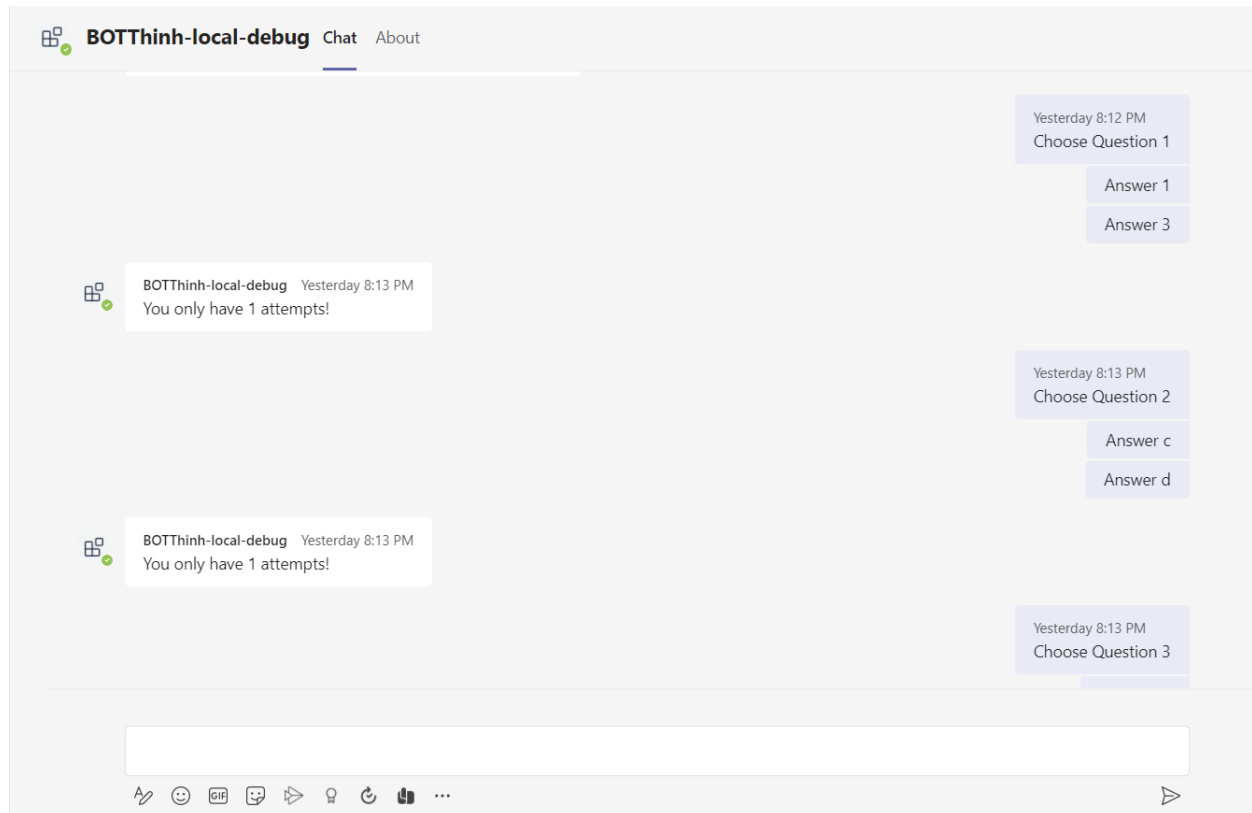 BOTThinh-local-debug Chat About
Yesterday 8:12 PM
Choose Question 1
Answer 1
Answer 3
BOTThinh-local-debug Yesterday 8:13 PM
You only have 1 attempts!
Yesterday 8:13 PM
Choose Question 2
Answer c
Answer d
BOTThinh-local-debug Yesterday 8:13 PM
You only have 1 attempts!
Yesterday 8:13 PM
Choose Question 3
GIF